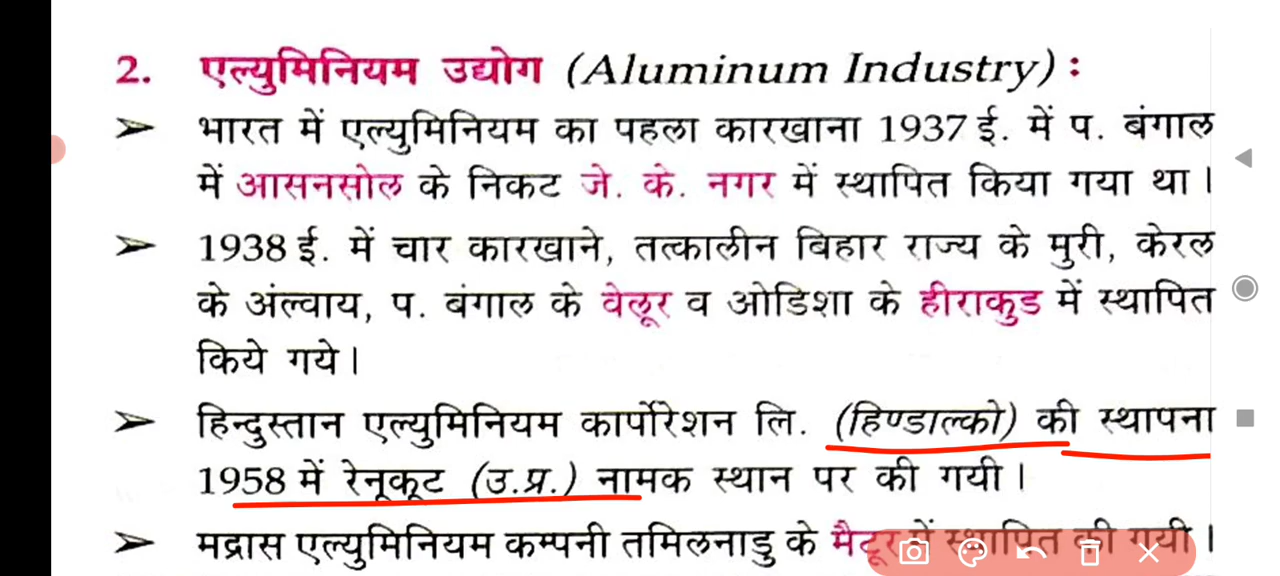 2. एल्युमिनियम उद्योग (Aluminum Industry) :
➢ भारत में एल्युमिनियम का पहला कारखाना 1937 ई. में प. बंगाल
में आसनसोल के निकट जे. के. नगर में स्थापित किया गया था।
➢ 1938 ई. में चार कारखाने, तत्कालीन बिहार राज्य के मुरी, केरल
के अंल्वाय, प. बंगाल के वेलूर व ओडिशा के हीराकुड में स्थापित
किये गये।
➢ हिन्दुस्तान एल्युमिनियम कार्पोरेशन लि. (हिण्डाल्को) की स्थापना
1958 में रेनूकूट (उ.प्र.) नामक स्थान पर की गयी।
➢ मद्रास एल्युमिनियम कम्पनी तमिलनाडु के मैटूर में स्थापित की गयी।